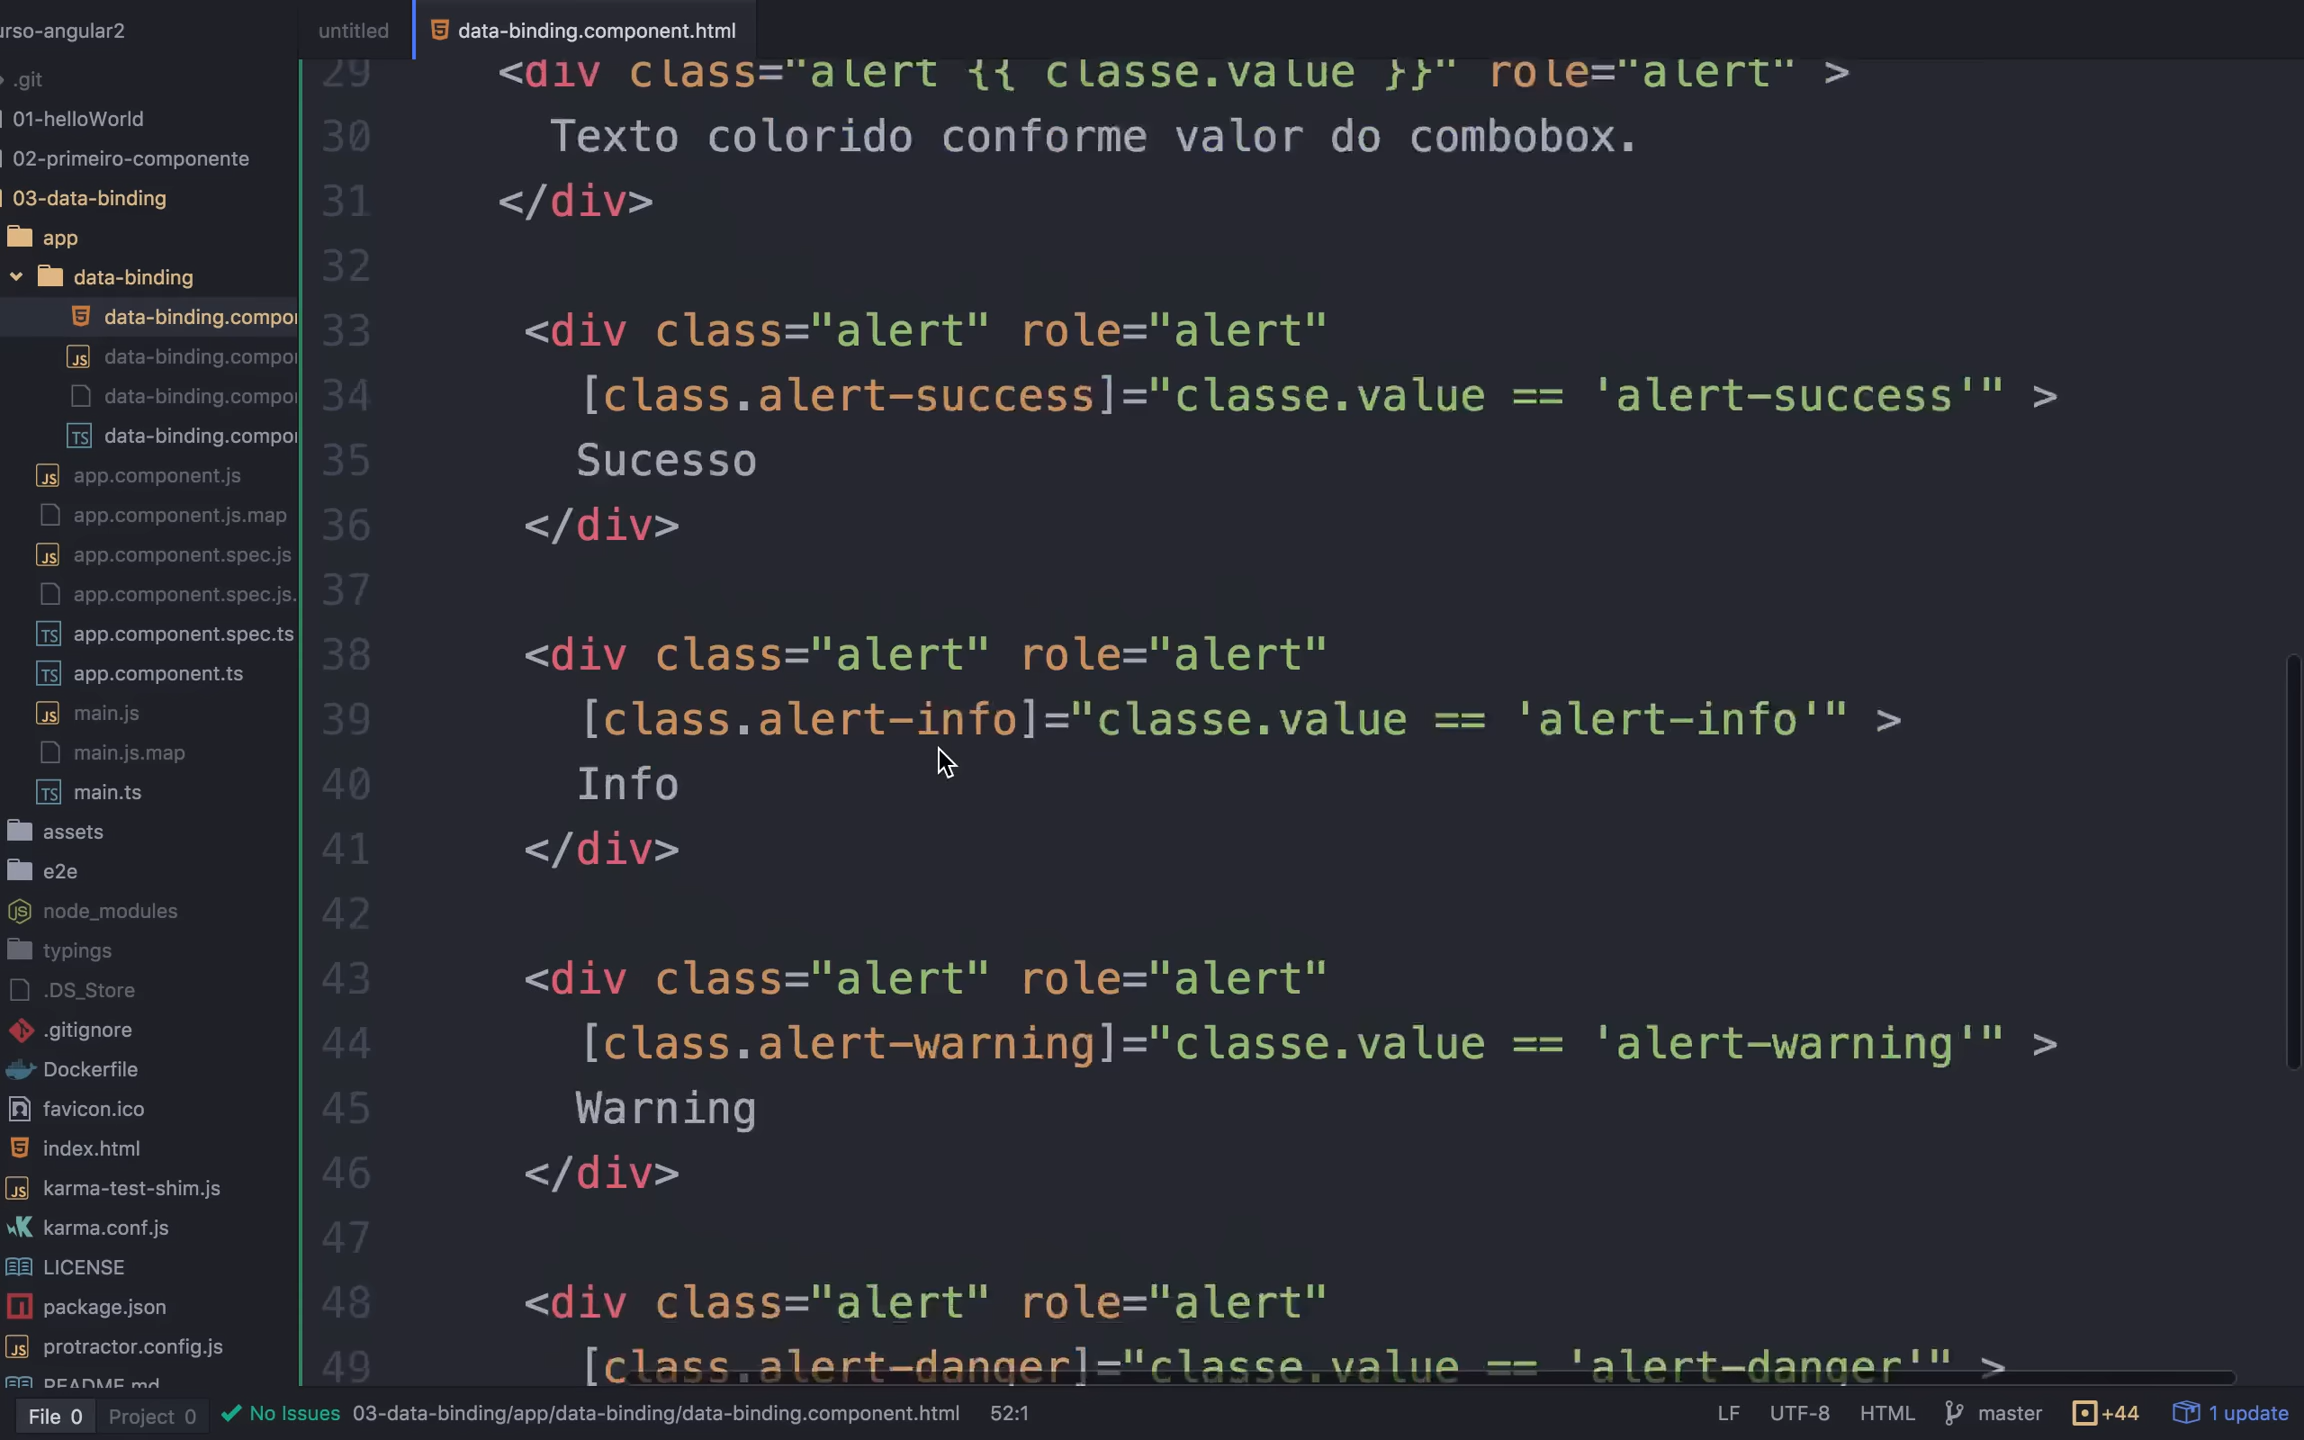 urso-angular2
untitled
data-binding.component.html
.git
01-helloWorld
02-primeiro-componente
03-data-binding
app
data-binding
data-binding.compo
data-binding.compo
data-binding.compo
data-binding.compo
app.component.js
app.component.js.map
app.component.spec.js
app.component.spec.js.
app.component.spec.ts
app.component.ts
main.js
main.js.map
main.ts
assets
e2e
node_modules
typings
.DS_Store
.gitignore
Dockerfile
favicon.ico
index.html
karma-test-shim.js
karma.conf.js
LICENSE
package.json
protractor.config.js
README.md
29 <div class="alert {{ classe.value }}" role="alert" >
30 Texto colorido conforme valor do combobox.
31 </div>
32
33 <div class="alert" role="alert"
34 [class.alert-success]="classe.value == 'alert-success'" >
35 Sucesso
36 </div>
37
38 <div class="alert" role="alert"
39 [class.alert-info]="classe.value == 'alert-info'" >
40 Info
41 </div>
42
43 <div class="alert" role="alert"
44 [class.alert-warning]="classe.value == 'alert-warning'" >
45 Warning
46 </div>
47
48 <div class="alert" role="alert"
49 [class.alert-danger]="classe.value == 'alert-danger'" >
File 0 Project 0 No Issues 03-data-binding/app/data-binding/data-binding.component.html 52:1 LF UTF-8 HTML master +44 1 update